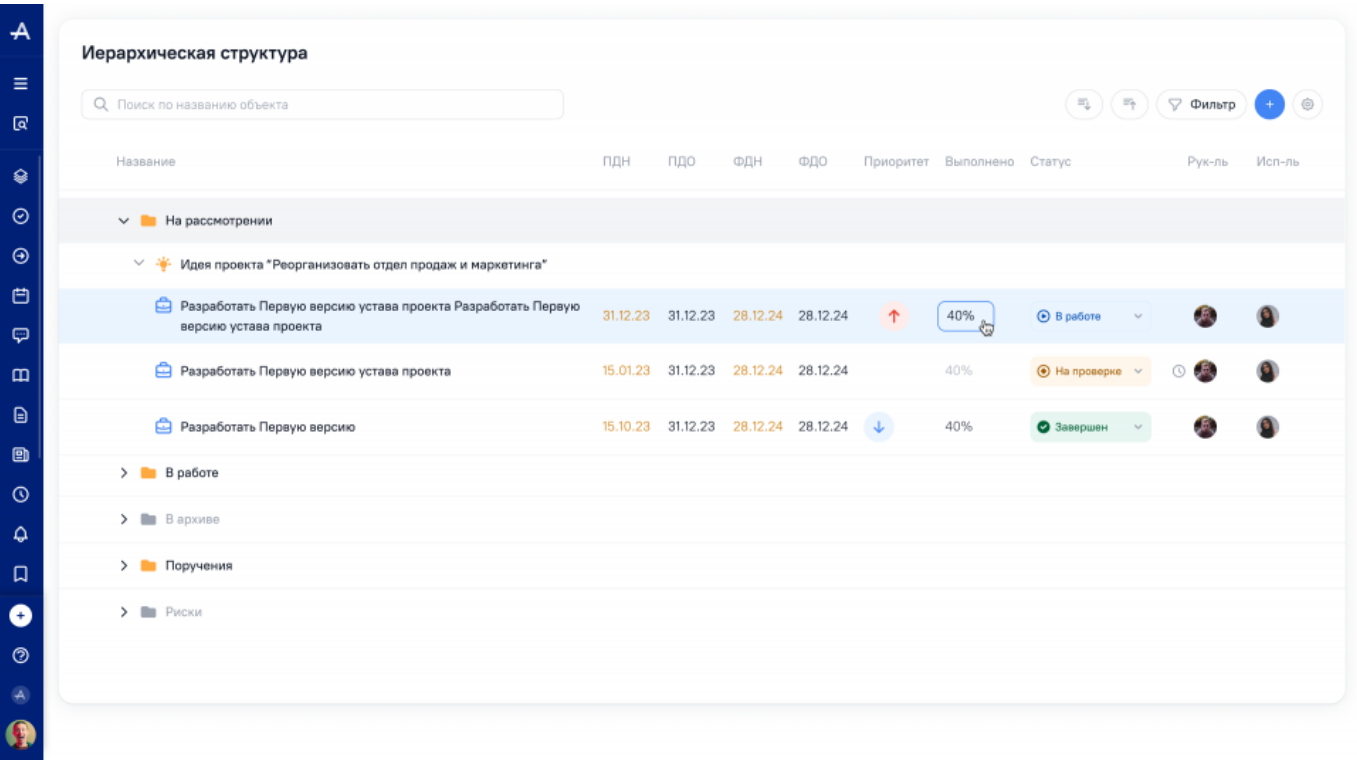 Иерархическая структура
Поиск по названию объекта
Фильтр
Название ПДН ПДО ФДН ФДО Приоритет Выполнено Статус Рук-ль Исп-ль
На рассмотрении
Идея проекта "Реорганизовать отдел продаж и маркетинга"
Разработать Первую версию устава проекта Разработать Первую
версию устава проекта
31.12.23 31.12.23 28.12.24 28.12.24 40% В работе
Разработать Первую версию устава проекта 15.01.23 31.12.23 28.12.24 28.12.24 40% На проверке
Разработать Первую версию 15.10.23 31.12.23 28.12.24 28.12.24 40% Завершен
В работе
В архиве
Поручения
Риски